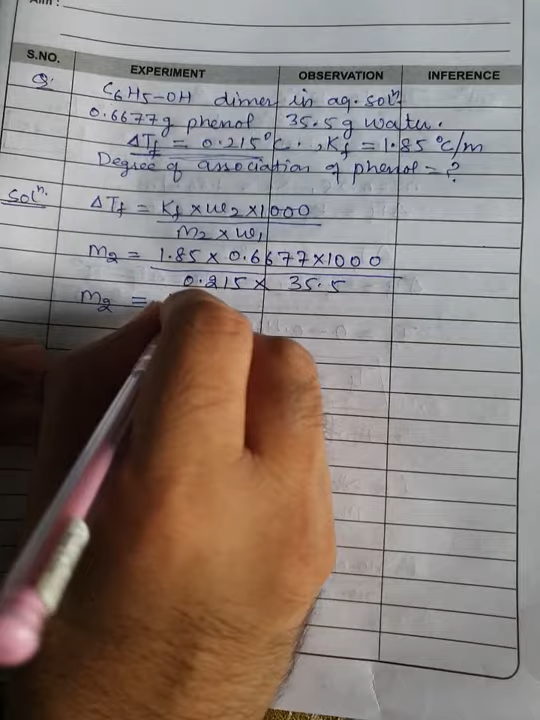 Aim :
S.NO. EXPERIMENT OBSERVATION INFERENCE
Q. C6H5-OH dimer in aq. solⁿ.
0.6677g phenol 35.5g water.
ΔTf = 0.215°C. , Kf = 1.85 °C/m
Degree of association of phenol = ?
Solⁿ. ΔTf = Kf × w2 × 1000
M2 × w1
M2 = 1.85 × 0.6677 × 1000
0.215 × 35.5
M2 =